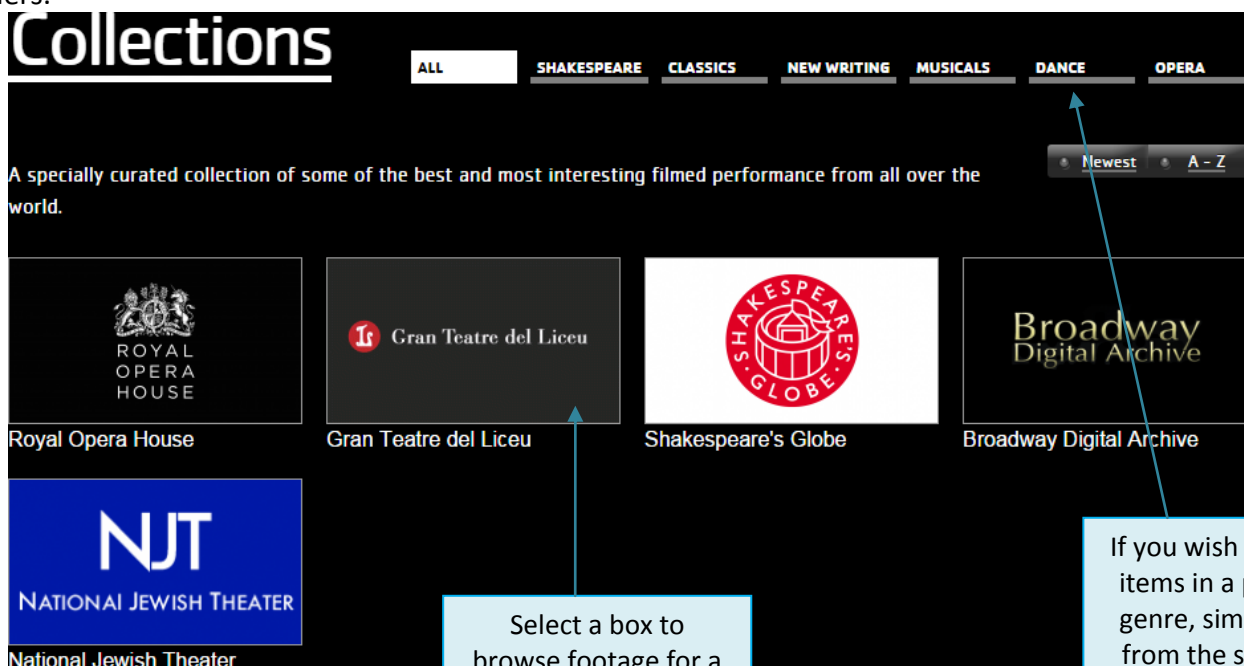 Collections
ALL SHAKESPEARE CLASSICS NEW WRITING MUSICALS DANCE OPERA
Newest A - Z
A specially curated collection of some of the best and most interesting filmed performance from all over the
world.
ROYAL
OPERA
HOUSE
Gran Teatre del Liceu
SHAKESPEARE'S GLOBE
Broadway
Digital Archive
Royal Opera House
Gran Teatre del Liceu
Shakespeare's Globe
Broadway Digital Archive
NJT
NATIONAL JEWISH THEATER
National Jewish Theater
Select a box to
browse footage for a
If you wish
items in a
genre,
from the